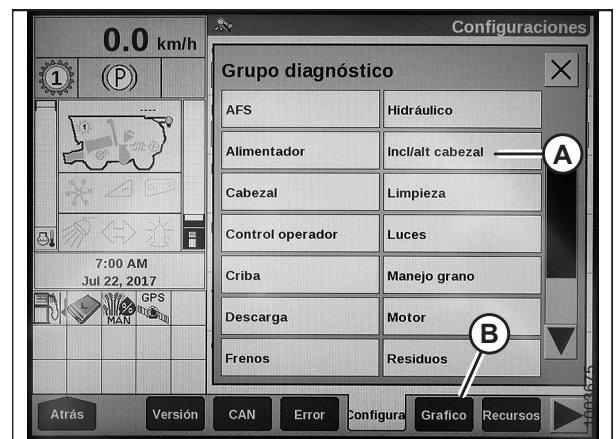 0.0 km/h
Configuraciones
1
(P)
Grupo diagnóstico
AFS
Hidráulico
Alimentador
Incl/alt cabezal
A
Cabezal
Limpieza
Control operador
Luces
7:00 AM
Jul 22, 2017
Criba
Manejo grano
GPS
MAN
Descarga
Motor
B
Frenos
Residuos
Atrás
Versión
CAN
Error
Configura
Grafico
Recursos
1003675